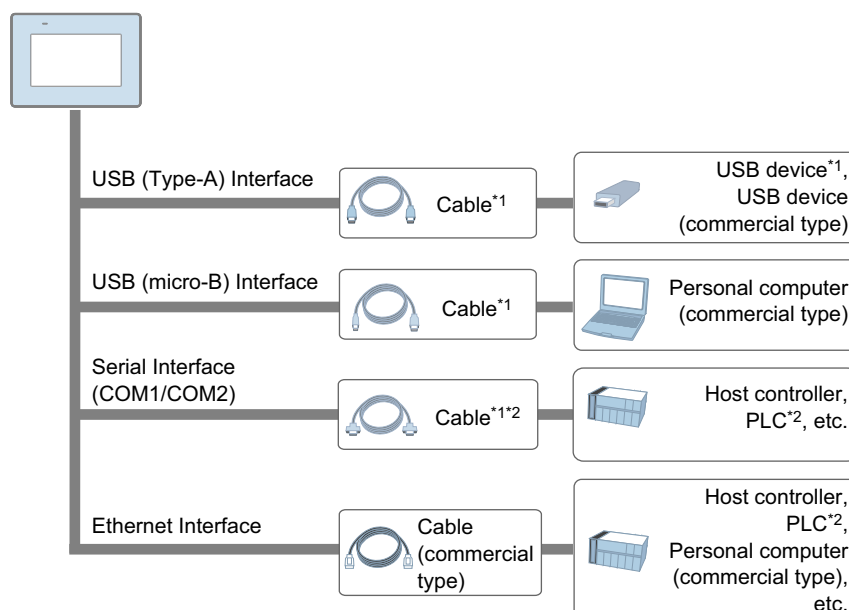 USB (Type-A) Interface
Cable*1
USB device*1,
USB device
(commercial type)
USB (micro-B) Interface
Cable*1
Personal computer
(commercial type)
Serial Interface
(COM1/COM2)
Cable*1*2
Host controller,
PLC*2, etc.
Ethernet Interface
Cable
(commercial
type)
Host controller,
PLC*2,
Personal computer
(commercial type),
etc.